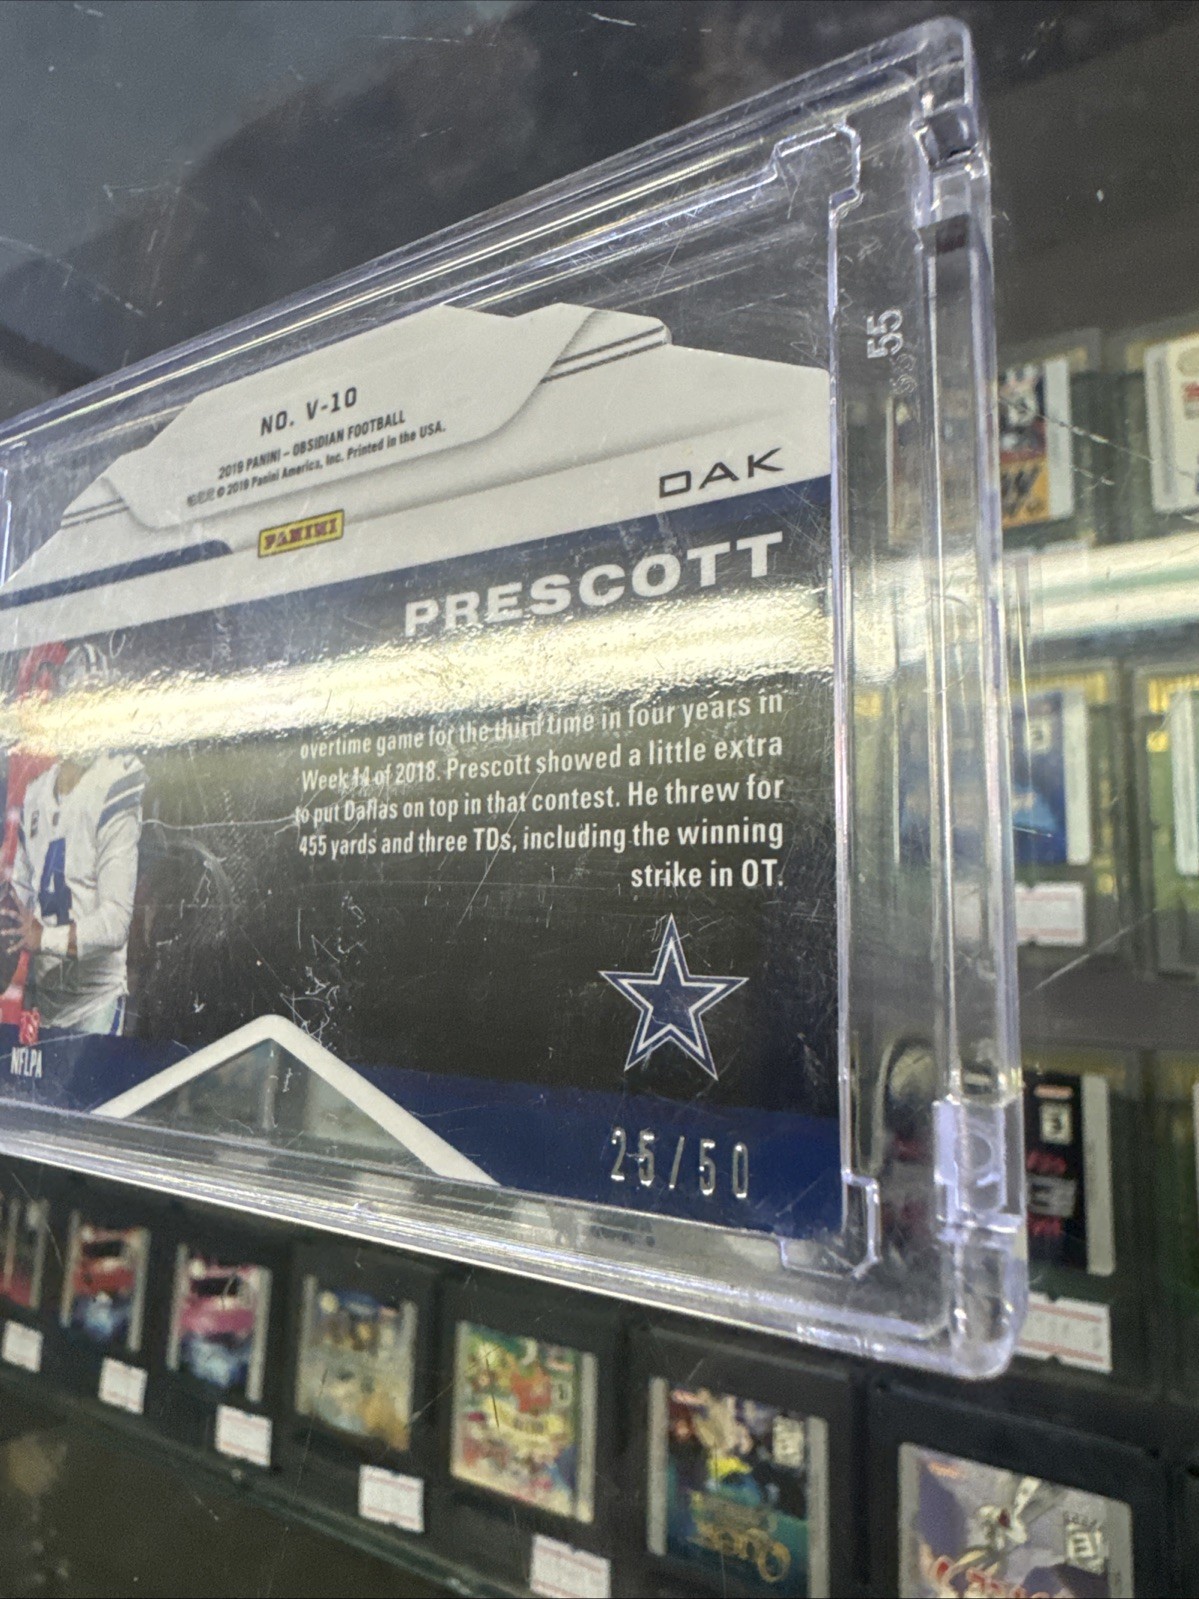 55
NO. V-10
2019 PANINI – OBSIDIAN FOOTBALL
© 2019 Panini America, Inc. Printed in the USA.
PANINI
DAK
PRESCOTT
overtime game for the third time in four years in
Week 14 of 2018. Prescott showed a little extra
to put Dallas on top in that contest. He threw for
455 yards and three TDs, including the winning
strike in OT.
4
NFLPA
25/50